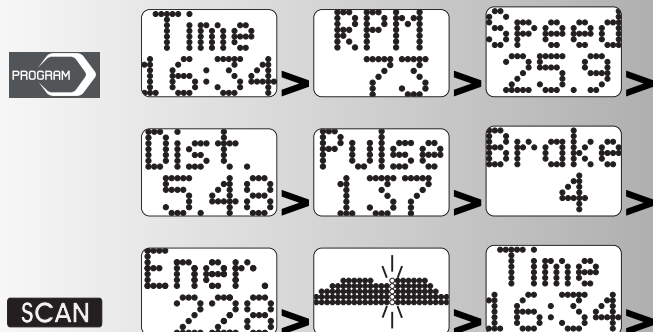 PROGRAM
Time > RPM > Speed >
16:34 73 25.9
Dist. > Pulse > Brake >
5.48 137 4
SCAN
Ener. > > Time >
228 16:34